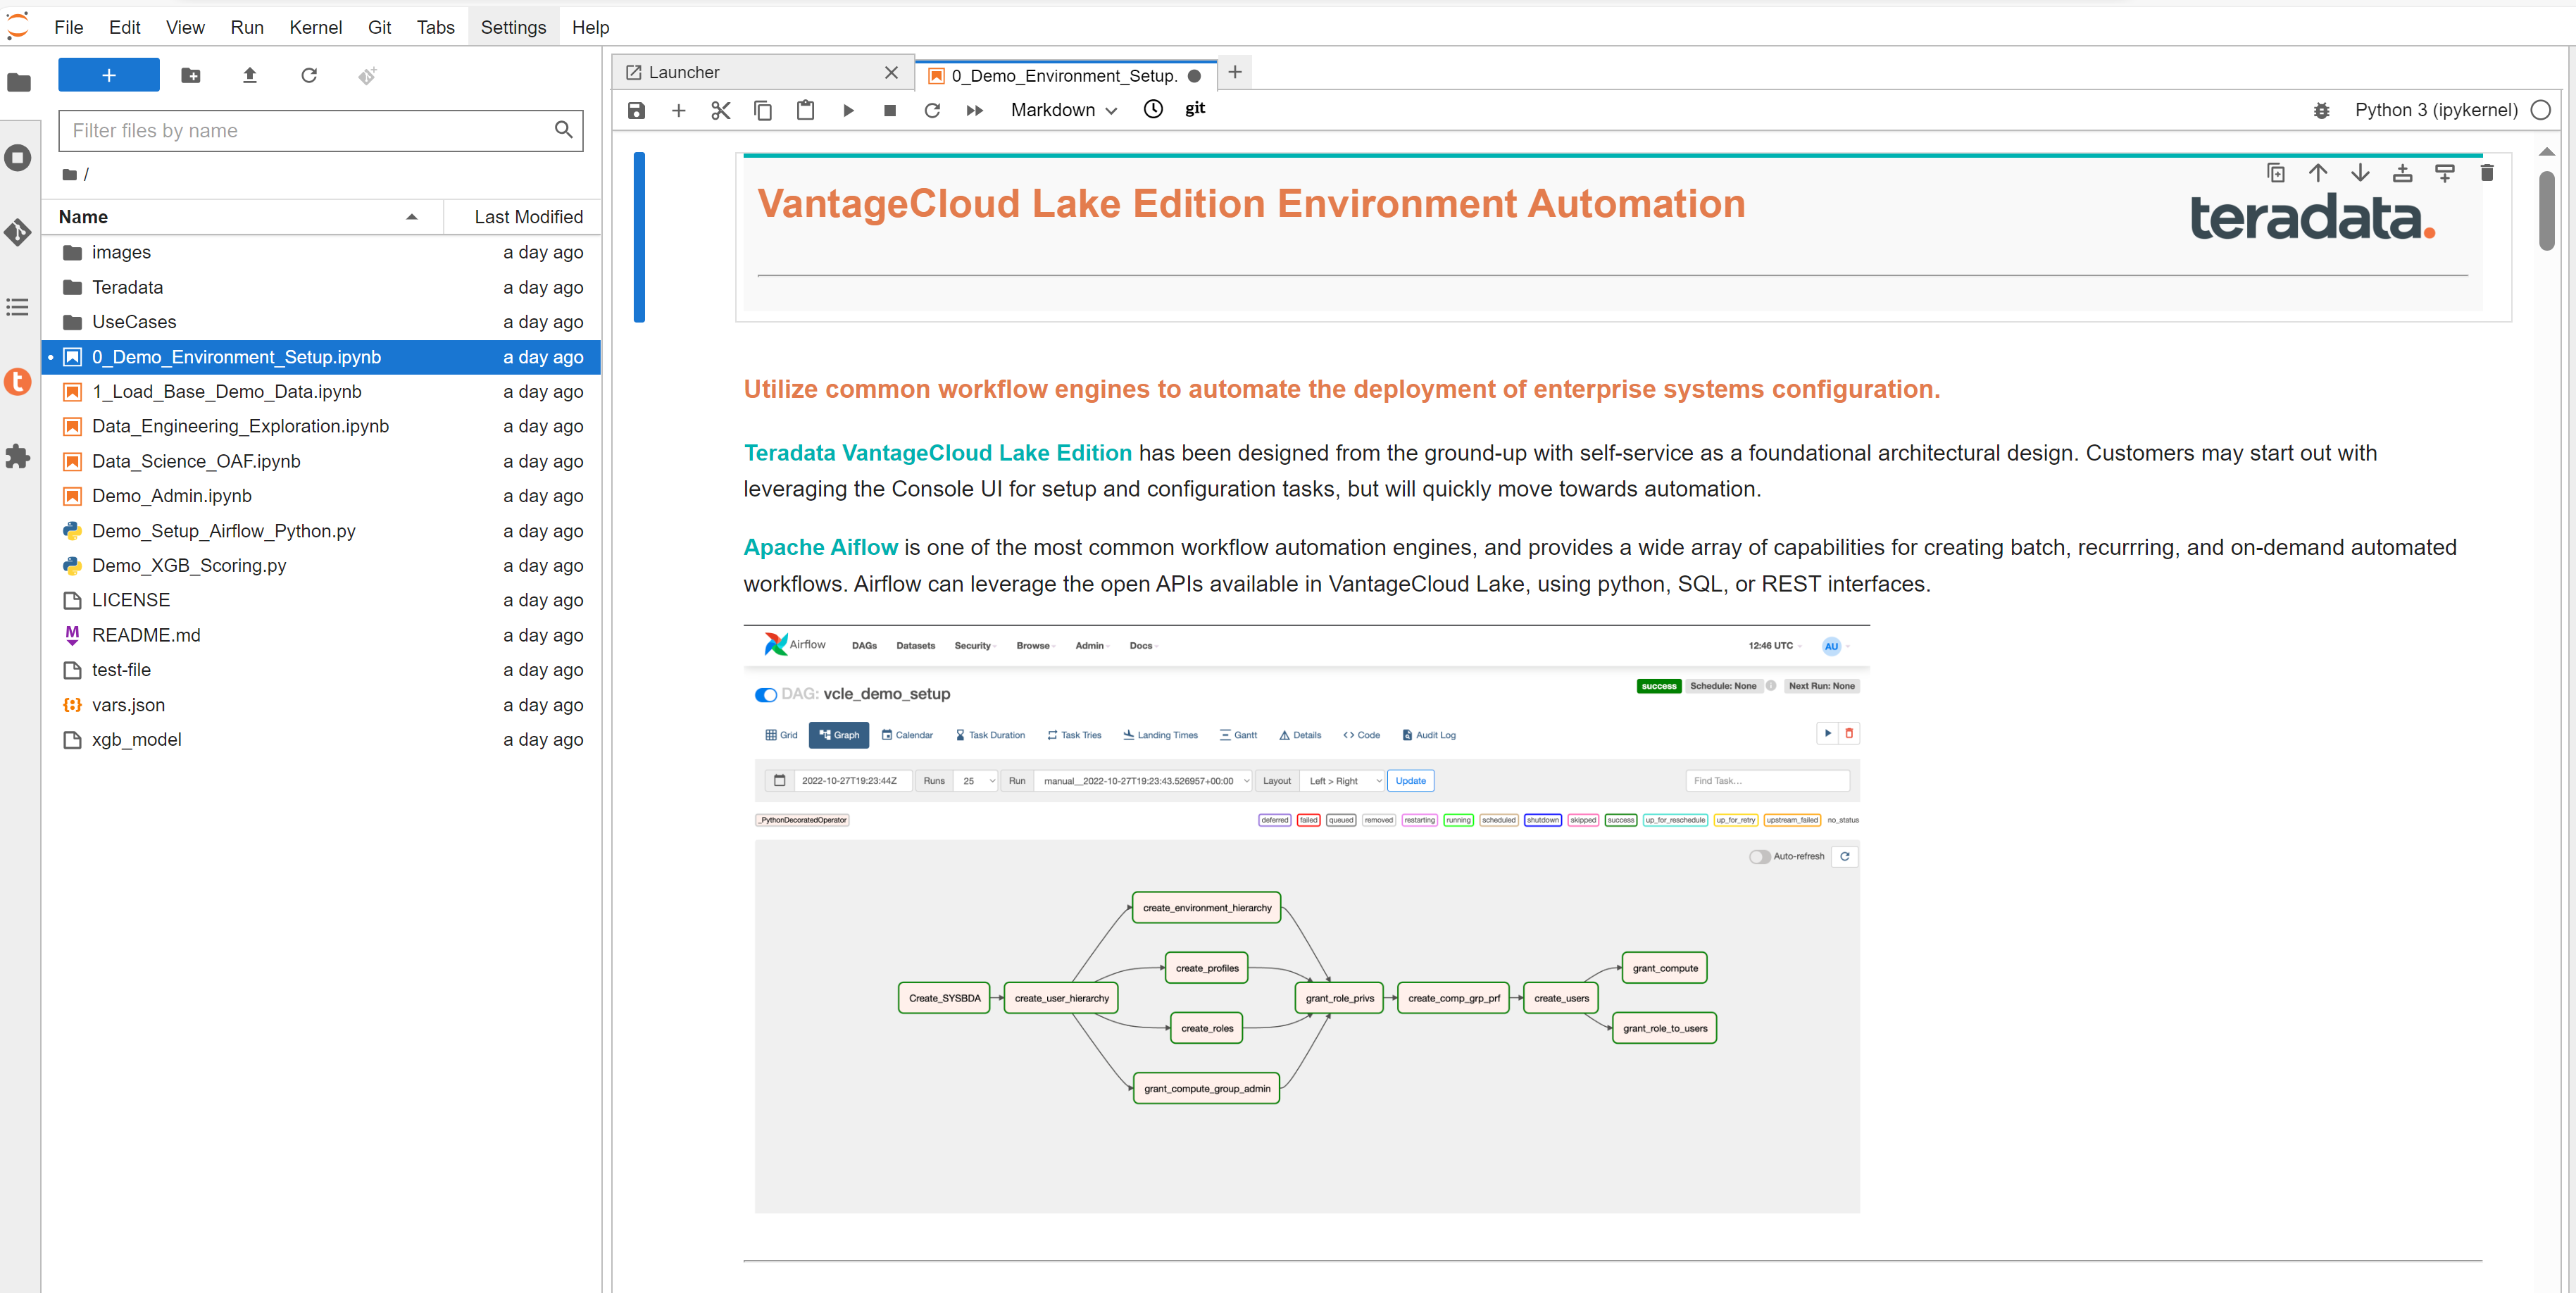 File Edit View Run Kernel Git Tabs Settings Help
+
Filter files by name
/
Name Last Modified
images a day ago
Teradata a day ago
UseCases a day ago
0_Demo_Environment_Setup.ipynb a day ago
1_Load_Base_Demo_Data.ipynb a day ago
Data_Engineering_Exploration.ipynb a day ago
Data_Science_OAF.ipynb a day ago
Demo_Admin.ipynb a day ago
Demo_Setup_Airflow_Python.py a day ago
Demo_XGB_Scoring.py a day ago
LICENSE a day ago
README.md a day ago
test-file a day ago
vars.json a day ago
xgb_model a day ago
Launcher
0_Demo_Environment_Setup.
Markdown git Python 3 (ipykernel)
VantageCloud Lake Edition Environment Automation
teradata.
Utilize common workflow engines to automate the deployment of enterprise systems configuration.
Teradata VantageCloud Lake Edition has been designed from the ground-up with self-service as a foundational architectural design. Customers may start out with
leveraging the Console UI for setup and configuration tasks, but will quickly move towards automation.
Apache Aiflow is one of the most common workflow automation engines, and provides a wide array of capabilities for creating batch, recurrring, and on-demand automated
workflows. Airflow can leverage the open APIs available in VantageCloud Lake, using python, SQL, or REST interfaces.
Airflow DAGs Datasets Security Browse Admin Docs 12:46 UTC AU
DAG: vcle_demo_setup success Schedule: None Next Run: None
Grid Graph Calendar Task Duration Task Tries Landing Times Gantt Details Code Audit Log
2022-10-27T19:23:44Z Runs 25 Run manual__2022-10-27T19:23:43.526957+00:00 Layout Left > Right Update Find Task...
_PythonDecoratedOperator deferred failed queued removed restarting running scheduled shutdown skipped success up_for_reschedule up_for_retry upstream_failed no_status
Auto-refresh
create_environment_hierarchy
create_profiles grant_compute
Create_SYSBDA create_user_hierarchy grant_role_privs create_comp_grp_prf create_users
create_roles grant_role_to_users
grant_compute_group_admin